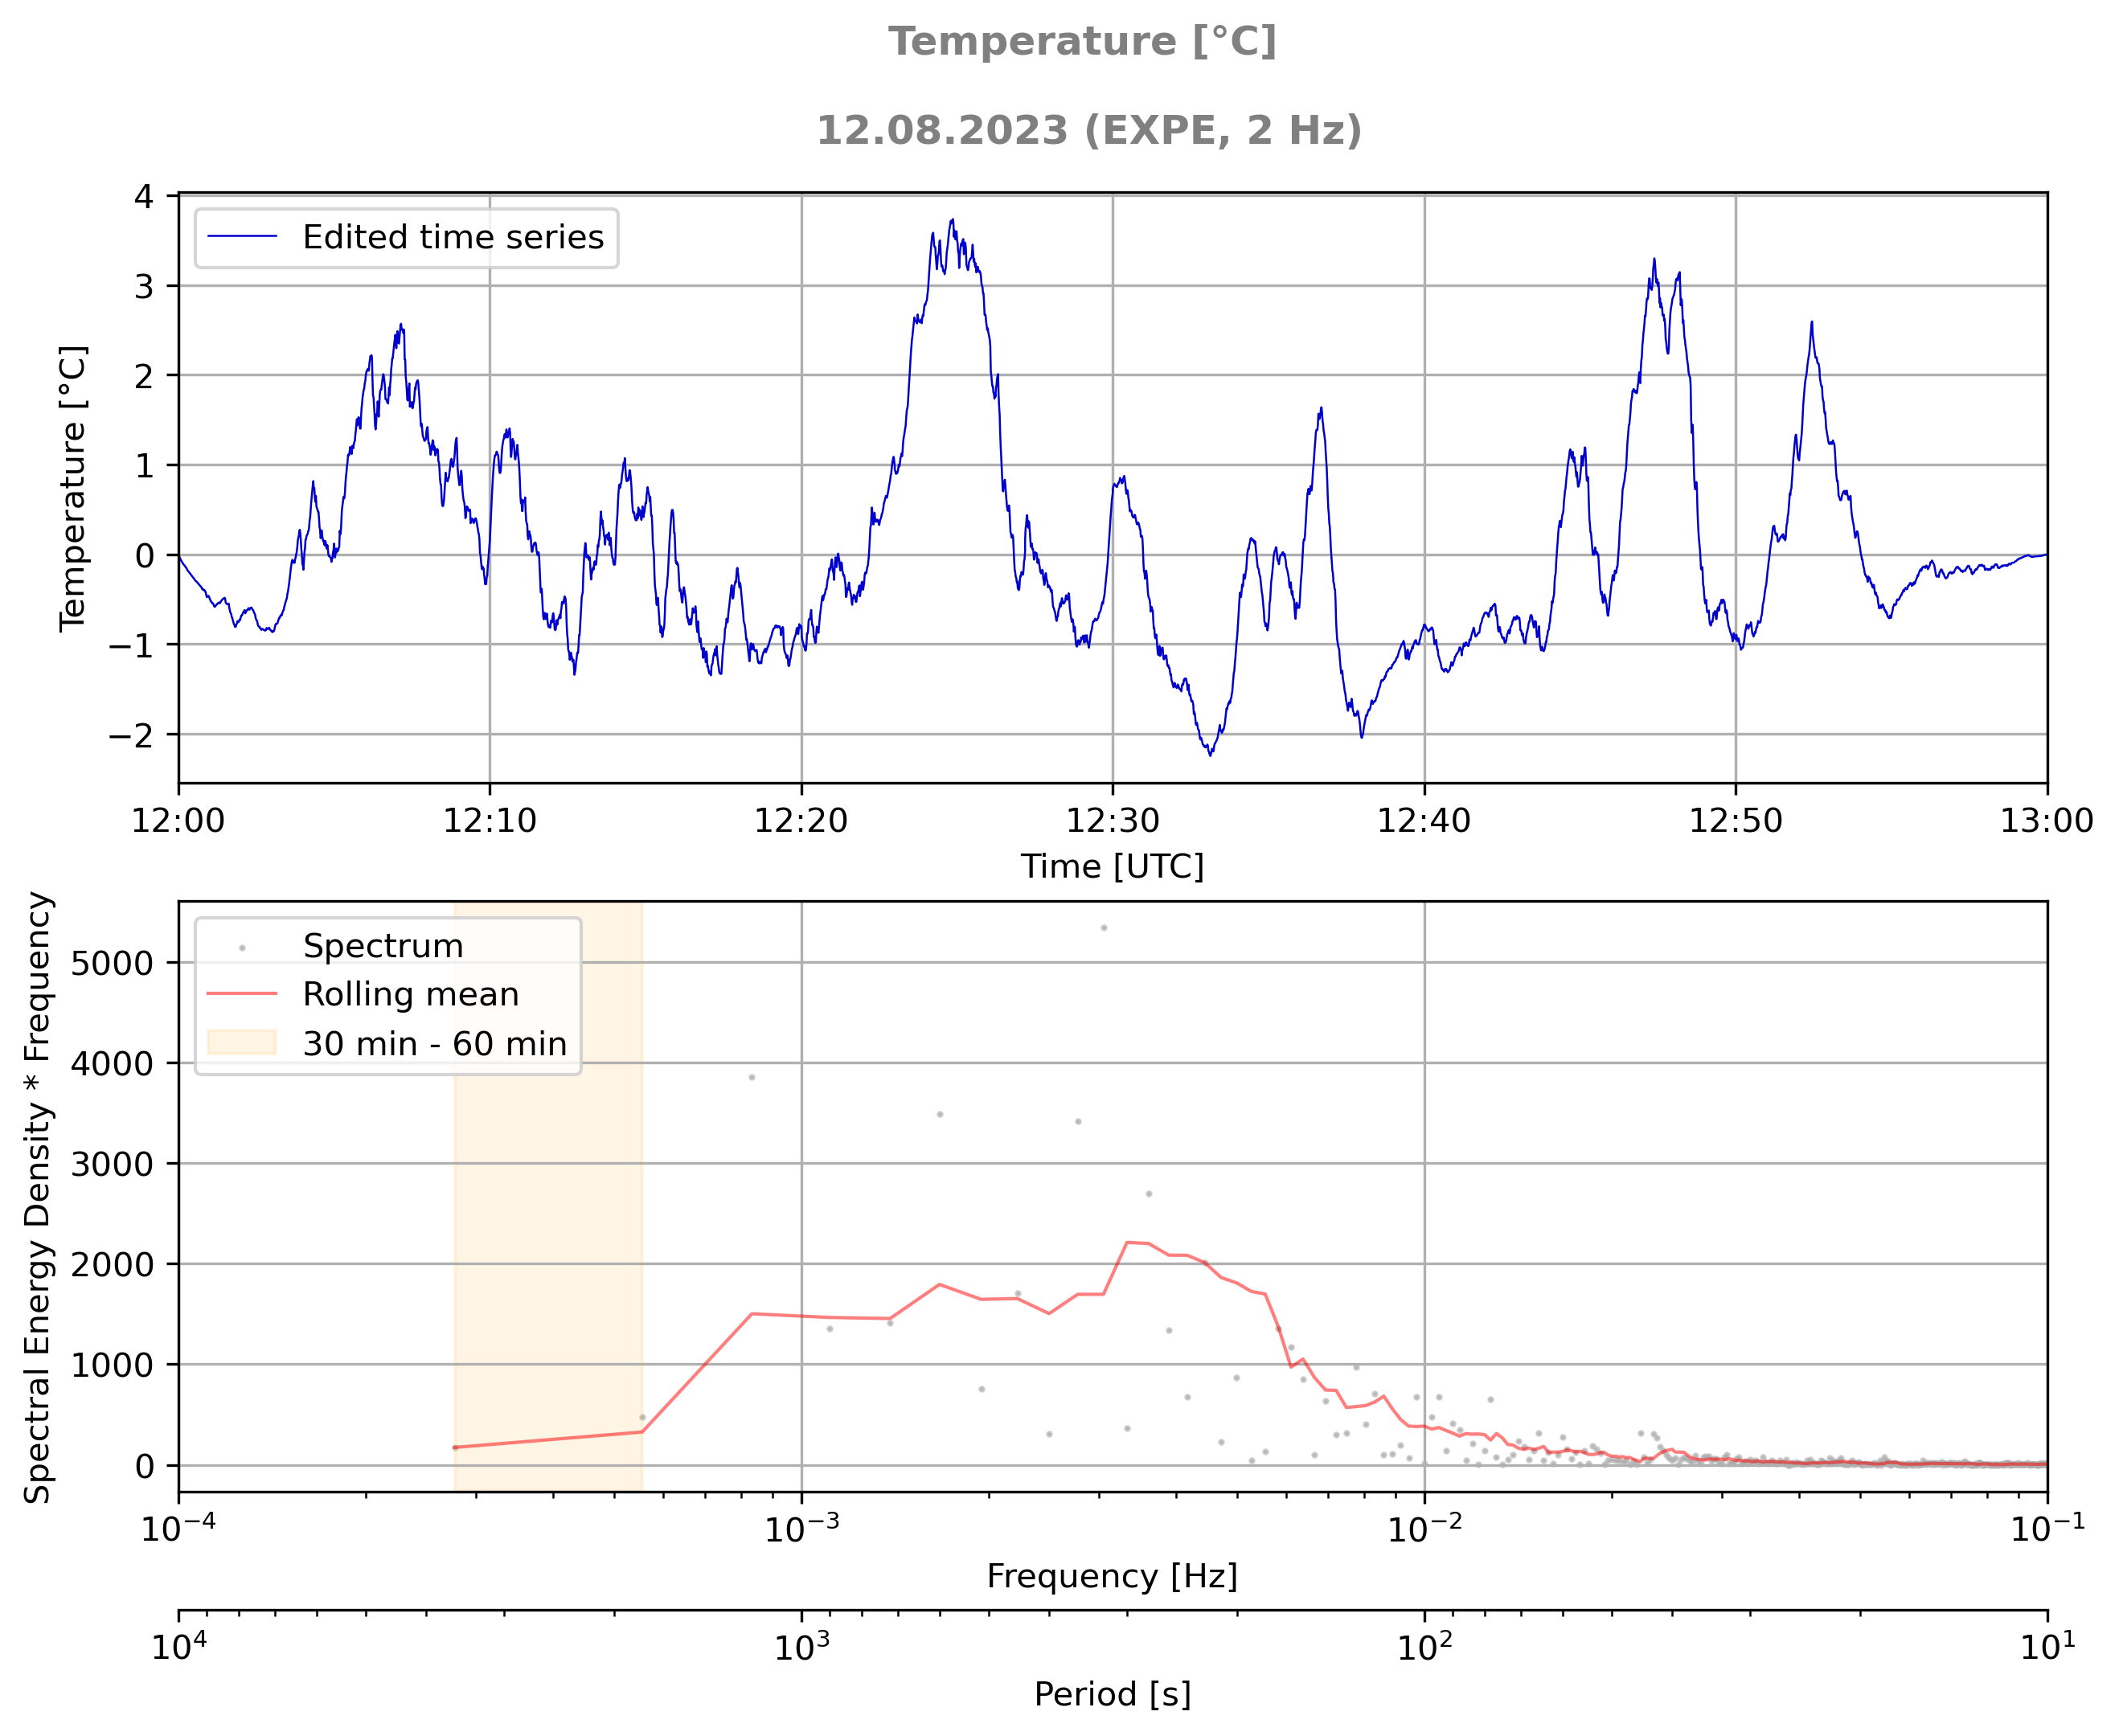 Temperature [°C]
12.08.2023 (EXPE, 2 Hz)
Temperature [°C]
4
3
2
1
0
−1
−2
Edited time series
12:00 12:10 12:20 12:30 12:40 12:50 13:00
Time [UTC]
Spectral Energy Density * Frequency
5000
4000
3000
2000
1000
0
Spectrum
Rolling mean
30 min - 60 min
10⁻⁴ 10⁻³ 10⁻² 10⁻¹
Frequency [Hz]
10⁴ 10³ 10² 10¹
Period [s]